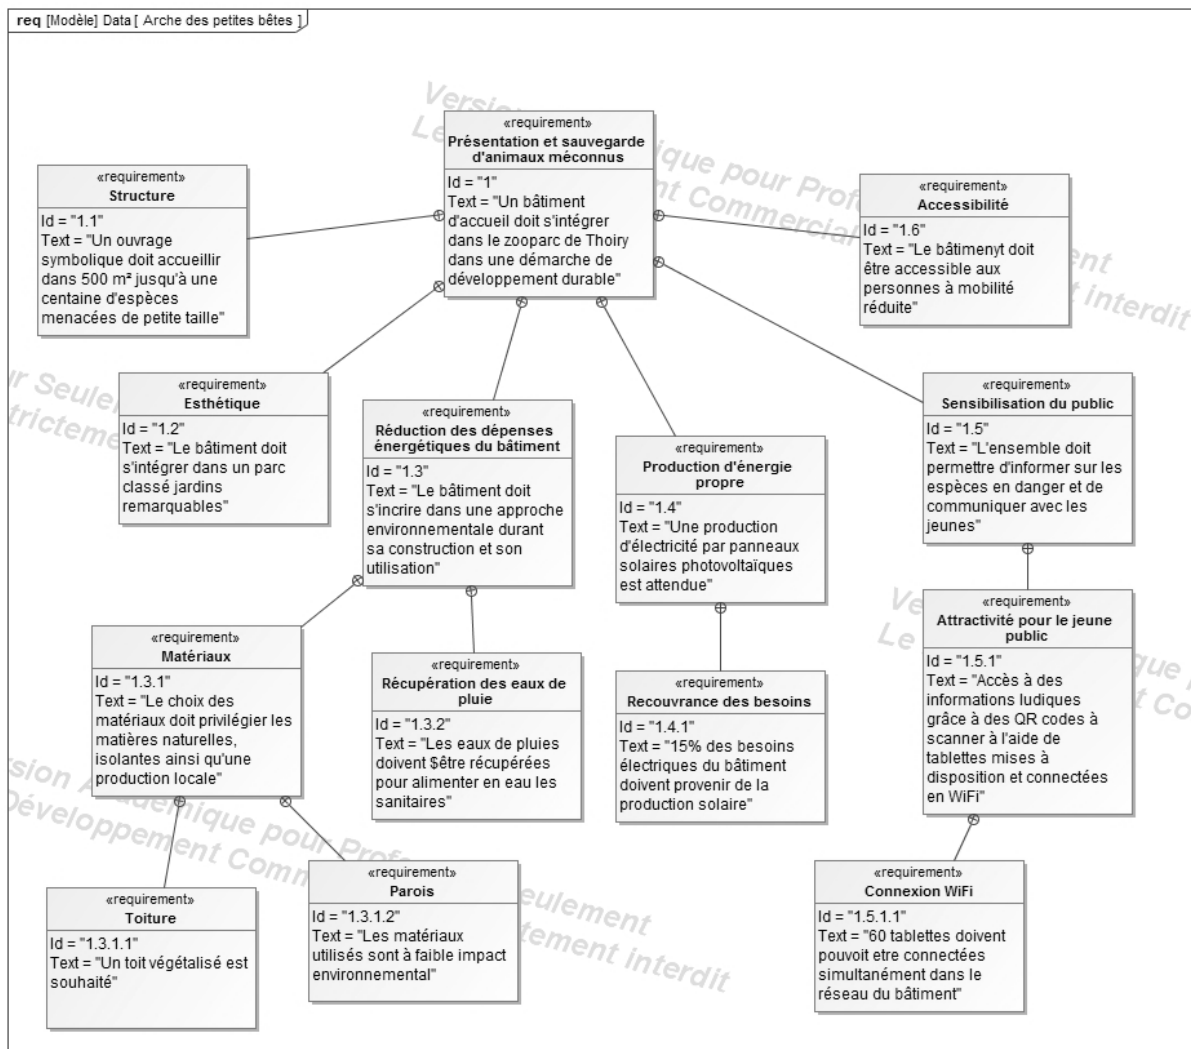 req [Modèle] Data [ Arche des petites bêtes ]
«requirement»
Présentation et sauvegarde
d'animaux méconnus
Id = "1"
Text = "Un bâtiment
d'accueil doit s'intégrer
dans le zooparc de Thoiry
dans une démarche de
développement durable"
«requirement»
Structure
Id = "1.1"
Text = "Un ouvrage
symbolique doit accueillir
dans 500 m² jusqu'à une
centaine d'espèces
menacées de petite taille"
«requirement»
Accessibilité
Id = "1.6"
Text = "Le bâtimenyt doit
être accessible aux
personnes à mobilité
réduite"
«requirement»
Esthétique
Id = "1.2"
Text = "Le bâtiment doit
s'intégrer dans un parc
classé jardins
remarquables"
«requirement»
Réduction des dépenses
énergétiques du bâtiment
Id = "1.3"
Text = "Le bâtiment doit
s'incrire dans une approche
environnementale durant
sa construction et son
utilisation"
«requirement»
Production d'énergie
propre
Id = "1.4"
Text = "Une production
d'électricité par panneaux
solaires photovoltaïques
est attendue"
«requirement»
Sensibilisation du public
Id = "1.5"
Text = "L'ensemble doit
permettre d'informer sur les
espèces en danger et de
communiquer avec les
jeunes"
«requirement»
Matériaux
Id = "1.3.1"
Text = "Le choix des
matériaux doit privilégier les
matières naturelles,
isolantes ainsi qu'une
production locale"
«requirement»
Récupération des eaux de
pluie
Id = "1.3.2"
Text = "Les eaux de pluies
doivent $être récupérées
pour alimenter en eau les
sanitaires"
«requirement»
Recouvrance des besoins
Id = "1.4.1"
Text = "15% des besoins
électriques du bâtiment
doivent provenir de la
production solaire"
«requirement»
Attractivité pour le jeune
public
Id = "1.5.1"
Text = "Accès à des
informations ludiques
grâce à des QR codes à
scanner à l'aide de
tablettes mises à
disposition et connectées
en WiFi"
«requirement»
Toiture
Id = "1.3.1.1"
Text = "Un toit végétalisé est
souhaité"
«requirement»
Parois
Id = "1.3.1.2"
Text = "Les matériaux
utilisés sont à faible impact
environnemental"
«requirement»
Connexion WiFi
Id = "1.5.1.1"
Text = "60 tablettes doivent
pouvoit etre connectées
simultanément dans le
réseau du bâtiment"